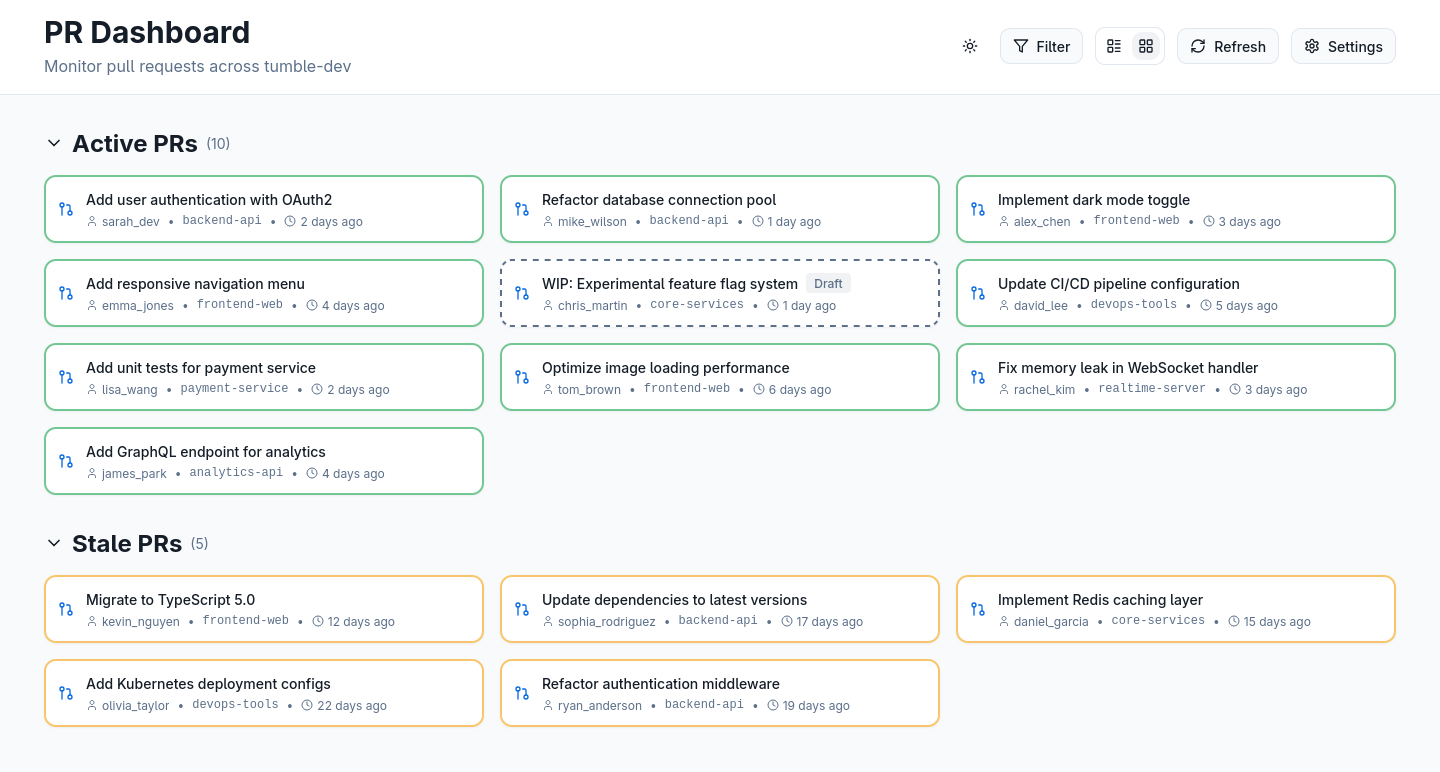 PR Dashboard
Monitor pull requests across tumble-dev
Filter
Refresh
Settings
Active PRs (10)
Add user authentication with OAuth2
sarah_dev • backend-api • 2 days ago
Refactor database connection pool
mike_wilson • backend-api • 1 day ago
Implement dark mode toggle
alex_chen • frontend-web • 3 days ago
Add responsive navigation menu
emma_jones • frontend-web • 4 days ago
WIP: Experimental feature flag system Draft
chris_martin • core-services • 1 day ago
Update CI/CD pipeline configuration
david_lee • devops-tools • 5 days ago
Add unit tests for payment service
lisa_wang • payment-service • 2 days ago
Optimize image loading performance
tom_brown • frontend-web • 6 days ago
Fix memory leak in WebSocket handler
rachel_kim • realtime-server • 3 days ago
Add GraphQL endpoint for analytics
james_park • analytics-api • 4 days ago
Stale PRs (5)
Migrate to TypeScript 5.0
kevin_nguyen • frontend-web • 12 days ago
Update dependencies to latest versions
sophia_rodriguez • backend-api • 17 days ago
Implement Redis caching layer
daniel_garcia • core-services • 15 days ago
Add Kubernetes deployment configs
olivia_taylor • devops-tools • 22 days ago
Refactor authentication middleware
ryan_anderson • backend-api • 19 days ago